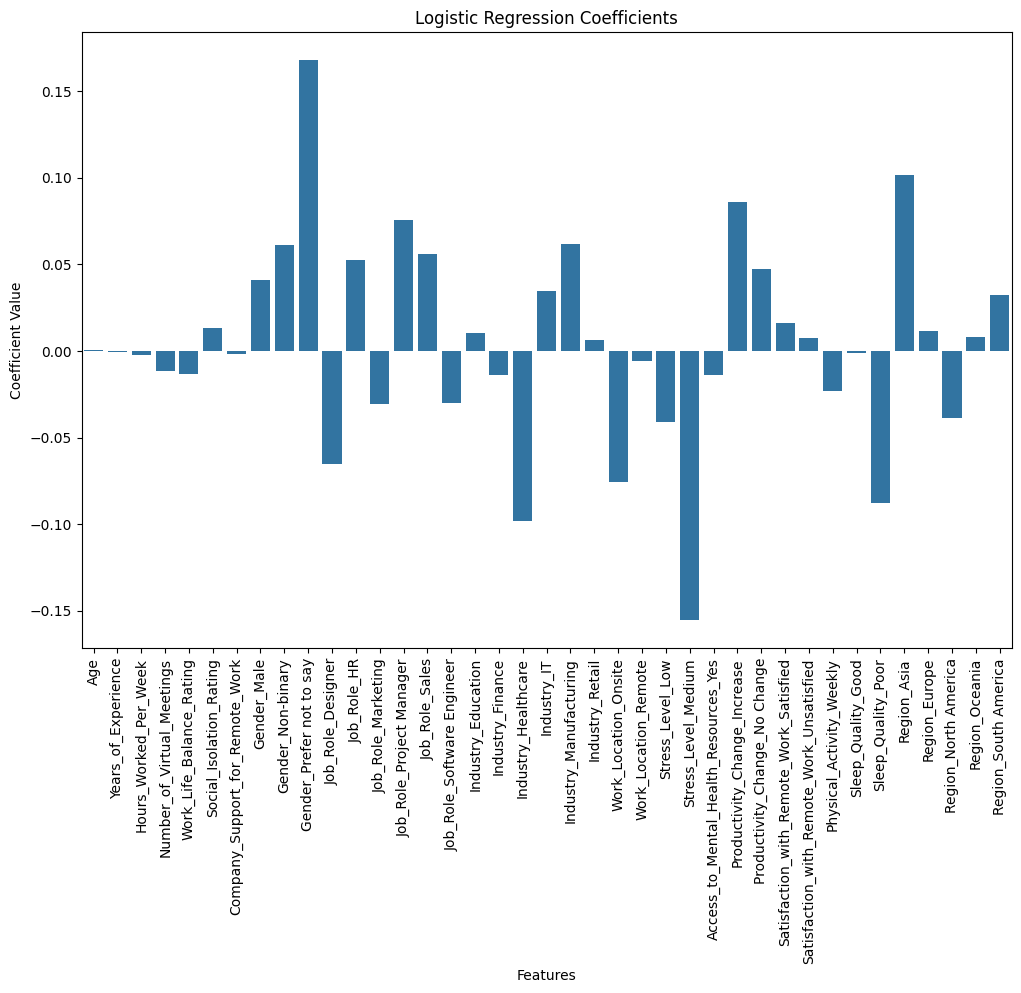 Logistic Regression Coefficients
Coefficient Value
0.15
0.10
0.05
0.00
−0.05
−0.10
−0.15
Age
Years_of_Experience
Hours_Worked_Per_Week
Number_of_Virtual_Meetings
Work_Life_Balance_Rating
Social_Isolation_Rating
Company_Support_for_Remote_Work
Gender_Male
Gender_Non-binary
Gender_Prefer not to say
Job_Role_Designer
Job_Role_HR
Job_Role_Marketing
Job_Role_Project Manager
Job_Role_Sales
Job_Role_Software Engineer
Industry_Education
Industry_Finance
Industry_Healthcare
Industry_IT
Industry_Manufacturing
Industry_Retail
Work_Location_Onsite
Work_Location_Remote
Stress_Level_Low
Stress_Level_Medium
Access_to_Mental_Health_Resources_Yes
Productivity_Change_Increase
Productivity_Change_No Change
Satisfaction_with_Remote_Work_Satisfied
Satisfaction_with_Remote_Work_Unsatisfied
Physical_Activity_Weekly
Sleep_Quality_Good
Sleep_Quality_Poor
Region_Asia
Region_Europe
Region_North America
Region_Oceania
Region_South America
Features